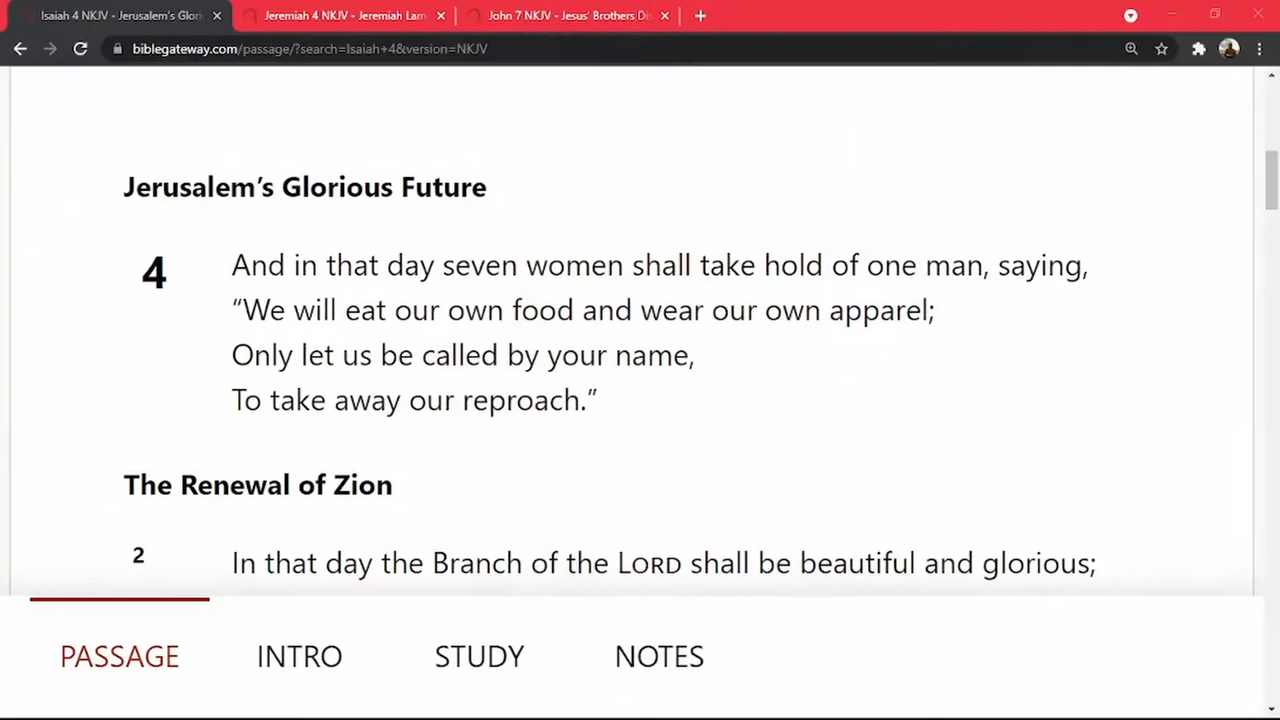 Isaiah 4 NKJV - Jerusalem's Glori
Jeremiah 4 NKJV - Jeremiah Lam
John 7 NKJV - Jesus' Brothers Di
biblegateway.com/passage/?search=Isaiah+4&version=NKJV
Jerusalem’s Glorious Future
4 And in that day seven women shall take hold of one man, saying,
“We will eat our own food and wear our own apparel;
Only let us be called by your name,
To take away our reproach.”
The Renewal of Zion
2 In that day the Branch of the LORD shall be beautiful and glorious;
PASSAGE INTRO STUDY NOTES